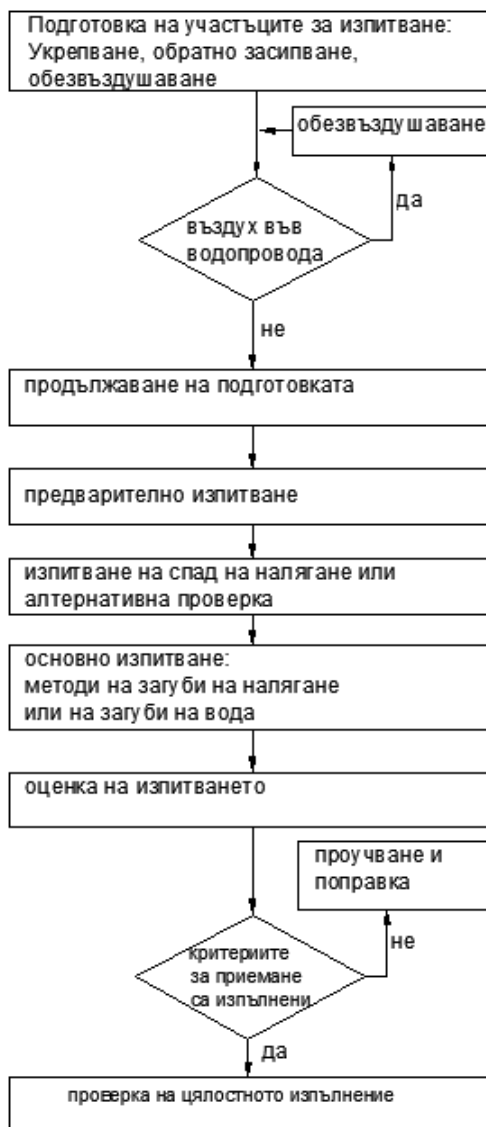 Подготовка на участъците за изпитване:
Укрепване, обратно засипване,
обезвъздушаване
обезвъздушаване
да
въздух във
водопровода
не
продължаване на подготовката
предварително изпитване
изпитване на спад на налягане или
алтернативна проверка
основно изпитване:
методи на загуби на налягане
или на загуби на вода
оценка на изпитването
проучване и
поправка
не
критериите
за приемане
са изпълнени
да
проверка на цялостното изпълнение